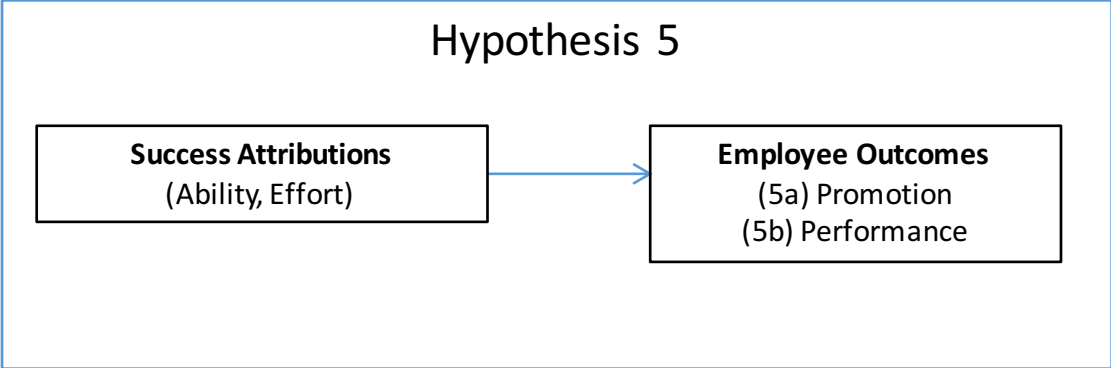 Hypothesis 5
Success Attributions
(Ability, Effort)
Employee Outcomes
(5a) Promotion
(5b) Performance